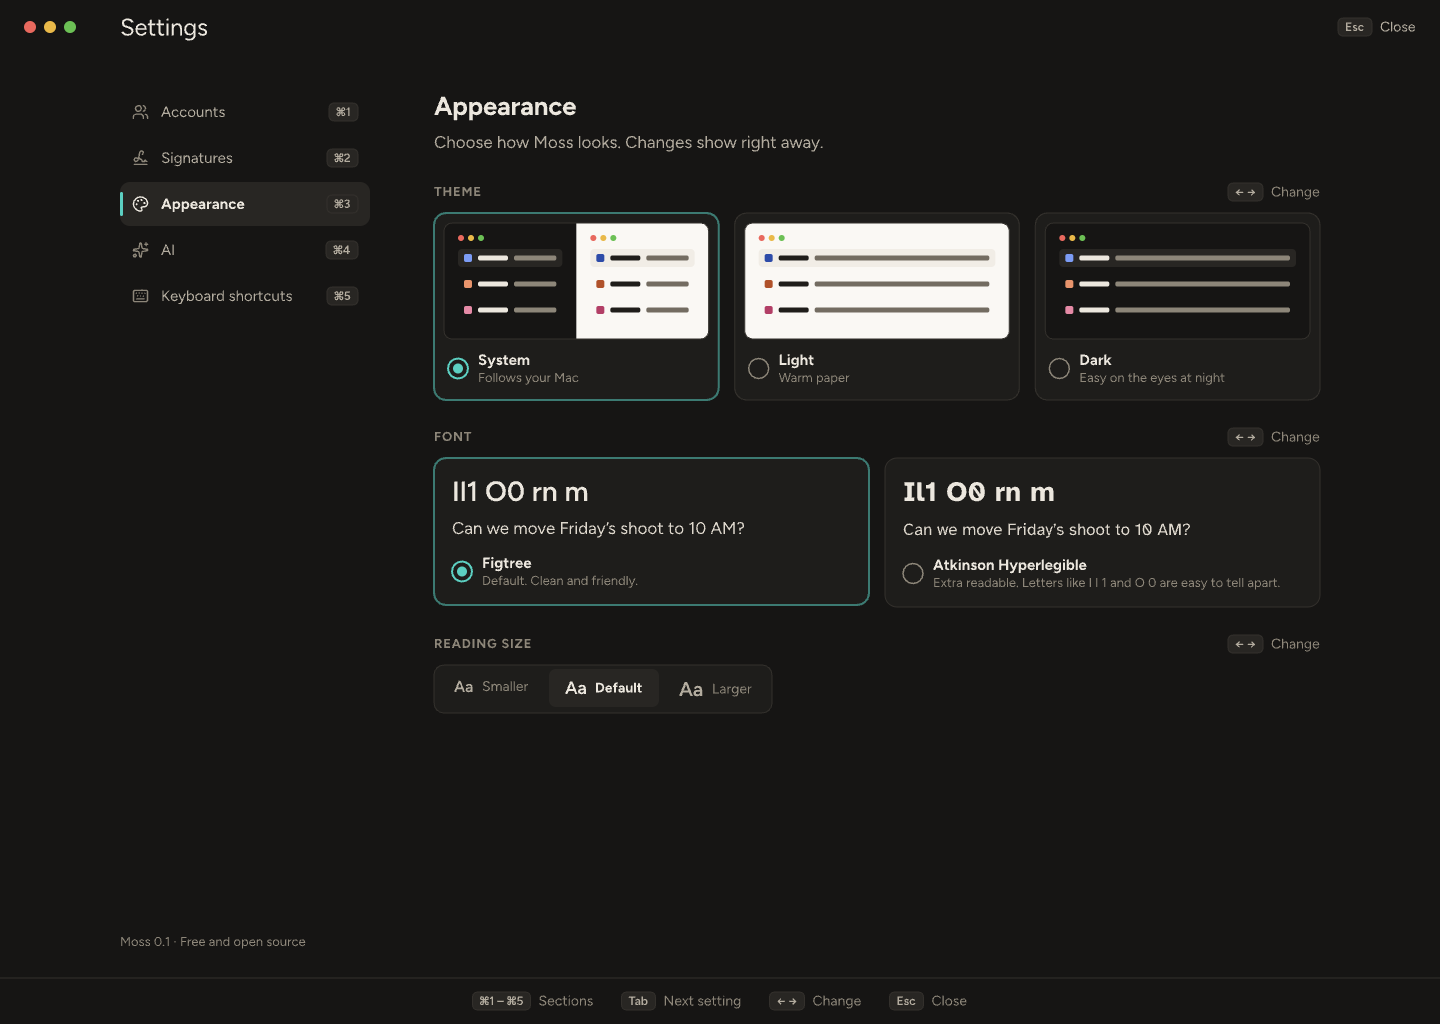 Settings
Esc Close
Accounts ⌘1
Signatures ⌘2
Appearance ⌘3
AI ⌘4
Keyboard shortcuts ⌘5
Appearance
Choose how Moss looks. Changes show right away.
THEME
← → Change
System
Follows your Mac
Light
Warm paper
Dark
Easy on the eyes at night
FONT
← → Change
Il1 O0 rn m
Can we move Friday’s shoot to 10 AM?
Figtree
Default. Clean and friendly.
Il1 O0 rn m
Can we move Friday’s shoot to 10 AM?
Atkinson Hyperlegible
Extra readable. Letters like I l 1 and O 0 are easy to tell apart.
READING SIZE
← → Change
Aa Smaller
Aa Default
Aa Larger
Moss 0.1 · Free and open source
⌘1 – ⌘5 Sections
Tab Next setting
← → Change
Esc Close